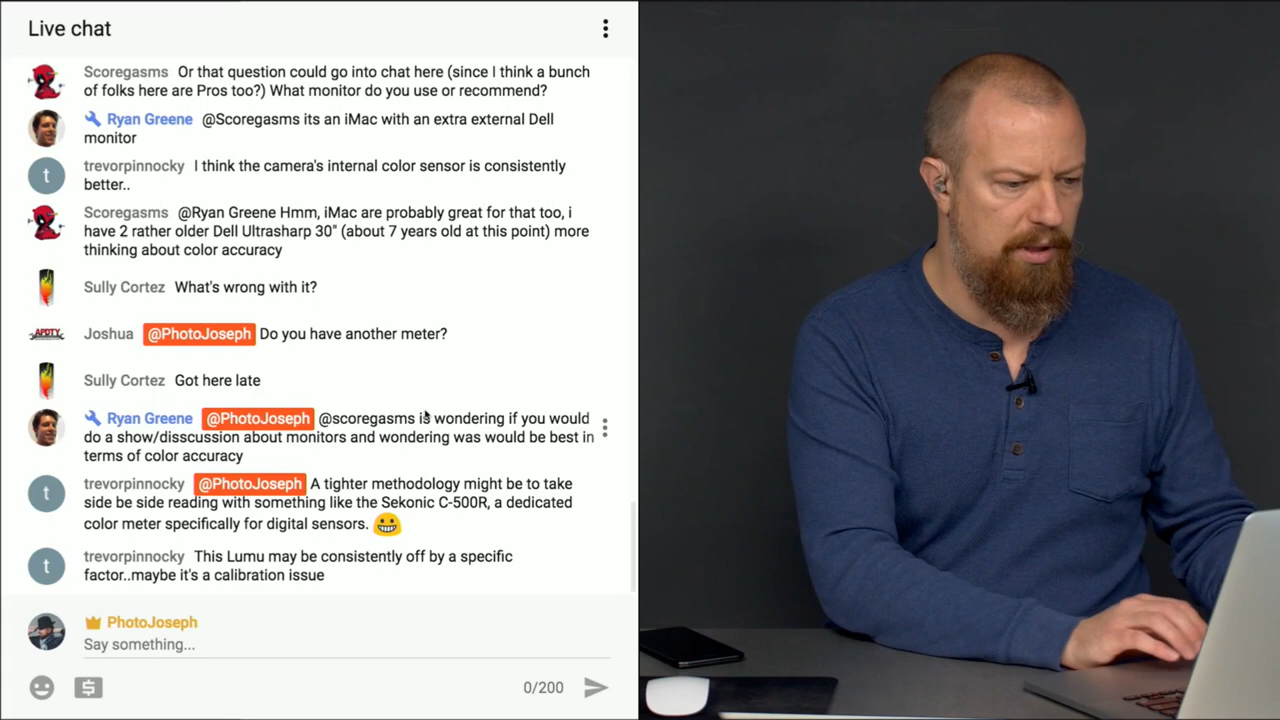 Live chat
Scoregasms Or that question could go into chat here (since I think a bunch
of folks here are Pros too?) What monitor do you use or recommend?
Ryan Greene @Scoregasms its an iMac with an extra external Dell
monitor
trevorpinnocky I think the camera's internal color sensor is consistently
better..
Scoregasms @Ryan Greene Hmm, iMac are probably great for that too, i
have 2 rather older Dell Ultrasharp 30" (about 7 years old at this point) more
thinking about color accuracy
Sully Cortez What's wrong with it?
APDTY
Joshua @PhotoJoseph Do you have another meter?
Sully Cortez Got here late
Ryan Greene @PhotoJoseph @scoregasms is wondering if you would
do a show/disscussion about monitors and wondering was would be best in
terms of color accuracy
t
trevorpinnocky @PhotoJoseph A tighter methodology might be to take
side be side reading with something like the Sekonic C-500R, a dedicated
color meter specifically for digital sensors. 😀
t
trevorpinnocky This Lumu may be consistently off by a specific
factor..maybe it's a calibration issue
PhotoJoseph
Say something...
0/200